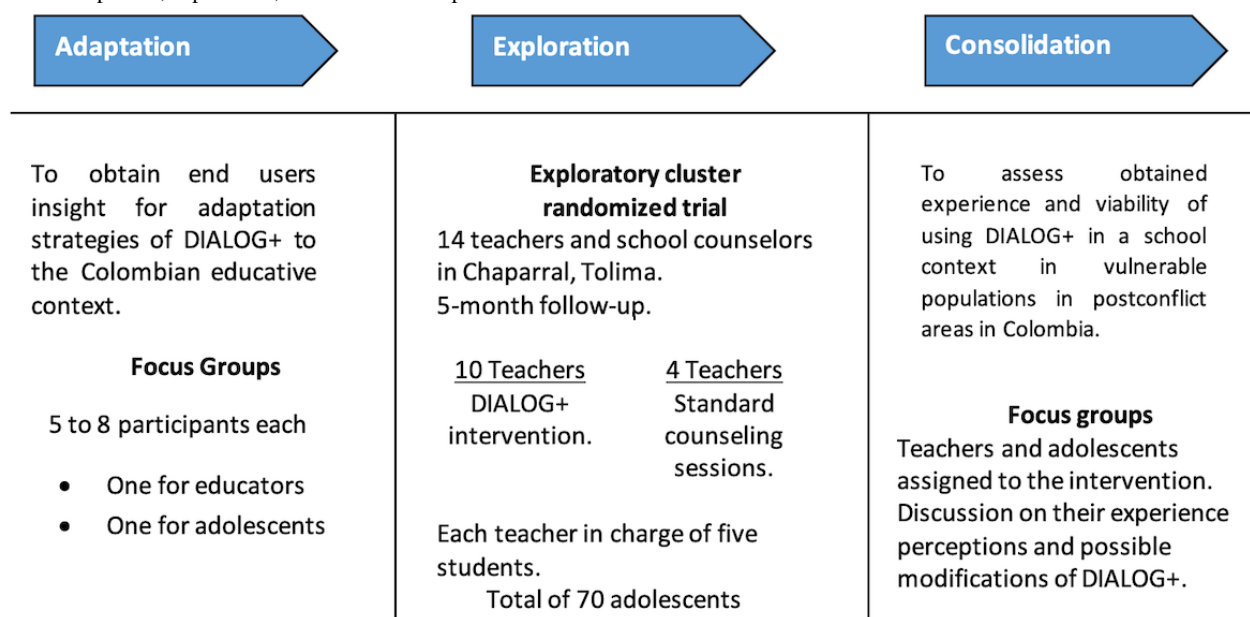 Adaptation
Exploration
Consolidation
To obtain end users
insight for adaptation
strategies of DIALOG+ to
the Colombian educative
context.
Focus Groups
5 to 8 participants each
• One for educators
• One for adolescents
Exploratory cluster
randomized trial
14 teachers and school counselors
in Chaparral, Tolima.
5-month follow-up.
10 Teachers
DIALOG+
intervention.
4 Teachers
Standard
counseling
sessions.
Each teacher in charge of five
students.
Total of 70 adolescents
To assess obtained
experience and viability of
using DIALOG+ in a school
context in vulnerable
populations in postconflict
areas in Colombia.
Focus groups
Teachers and adolescents
assigned to the intervention.
Discussion on their experience
perceptions and possible
modifications of DIALOG+.